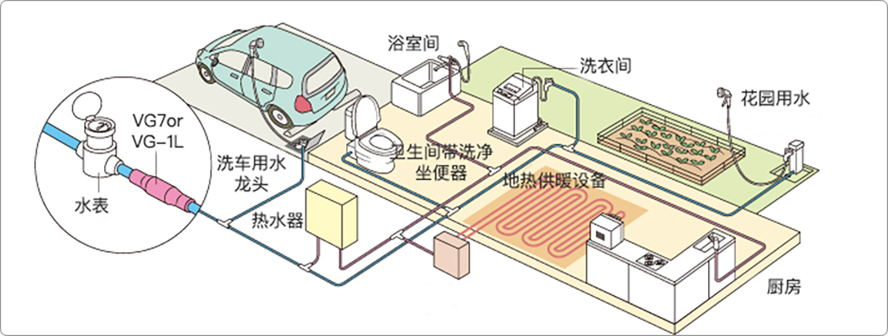 浴室间
洗衣间
花园用水
VG7or
VG-1L
水表
洗车用水
龙头
卫生间带洗净
坐便器
地热供暖设备
热水器
厨房